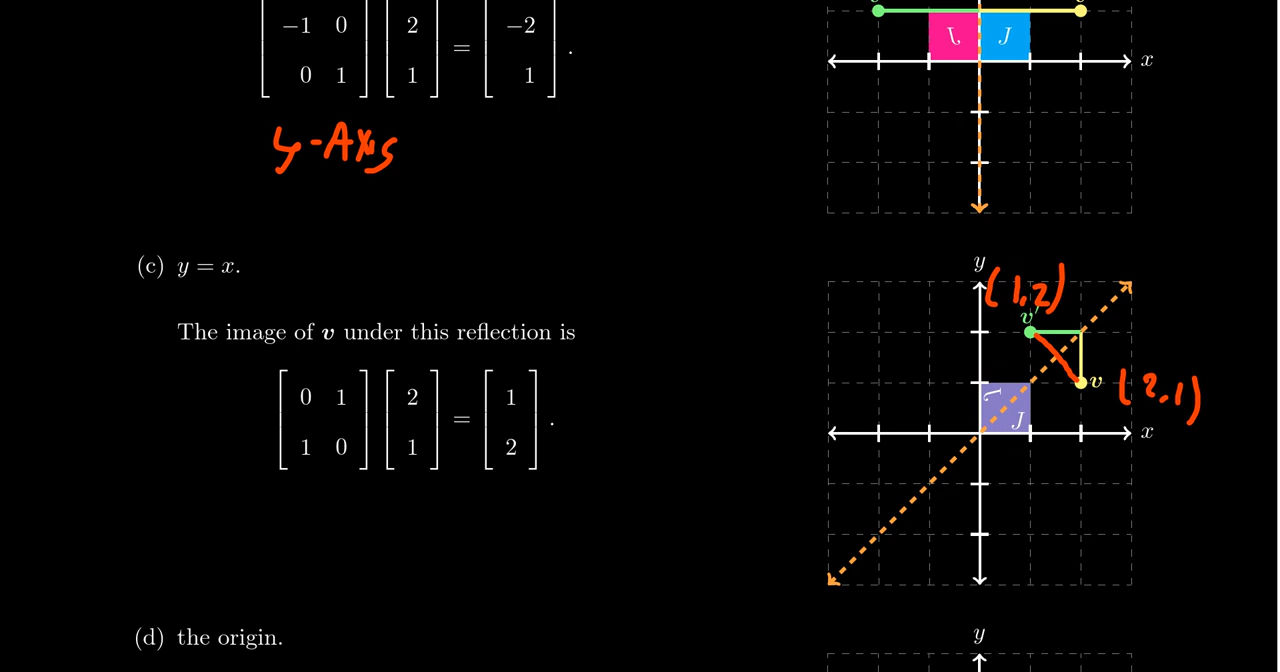 [ −1 0 ] [ 2 ] = [ −2 ]
[ 0 1 ] [ 1 ] [ 1 ] .
y-Axis
J J
x
(c) y = x.
The image of v under this reflection is
[ 0 1 ] [ 2 ] = [ 1 ]
[ 1 0 ] [ 1 ] [ 2 ] .
y
(1,2)
v′
v (2,1)
J
J
x
(d) the origin.
y